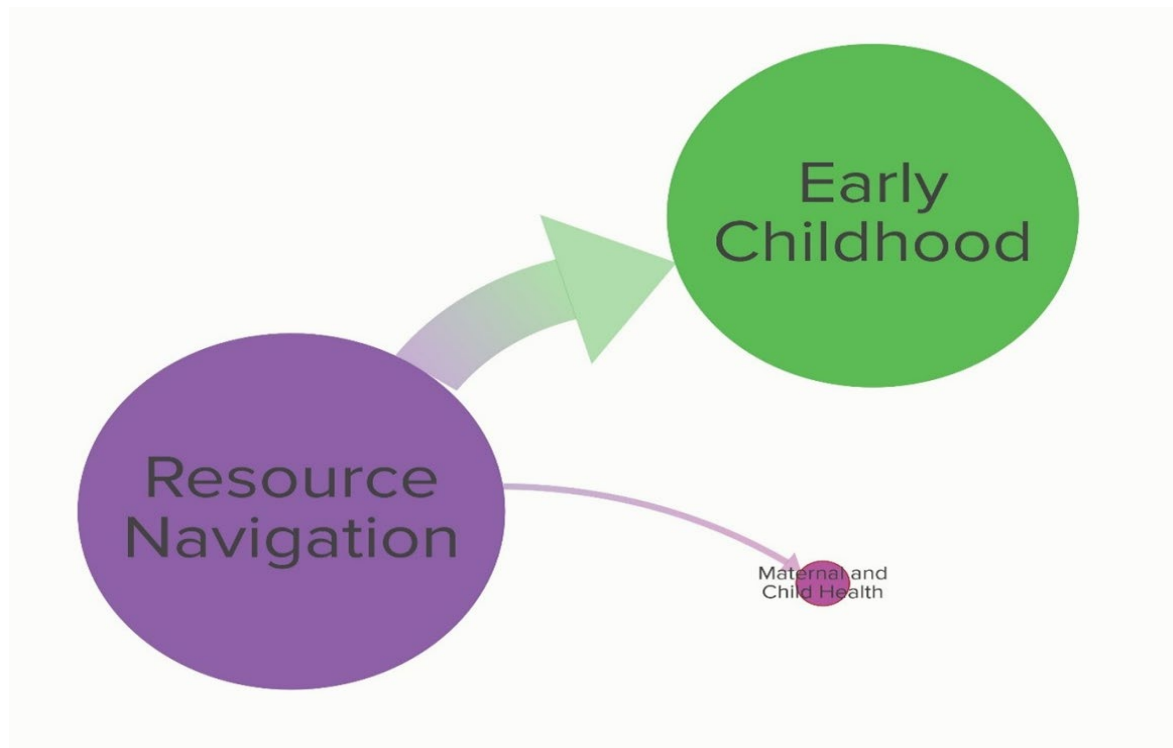 Early
Childhood
Resource
Navigation
Maternal and
Child Health